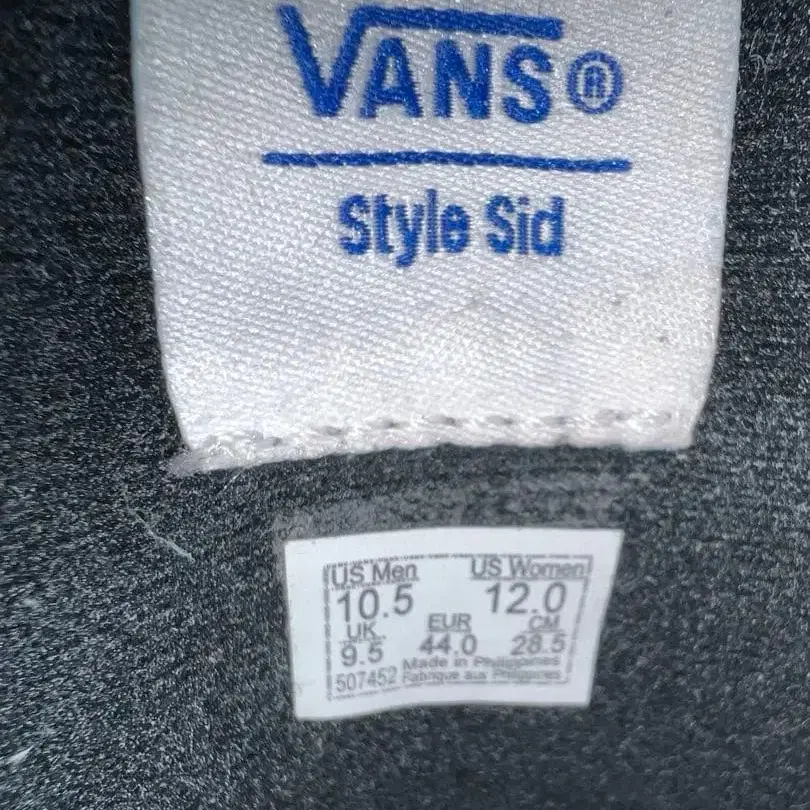 VANS®
Style Sid
US Men US Women
10.5 12.0
UK EUR CM
9.5 44.0 28.5
507452 Made in Philippines
Fabrique aux Philippines